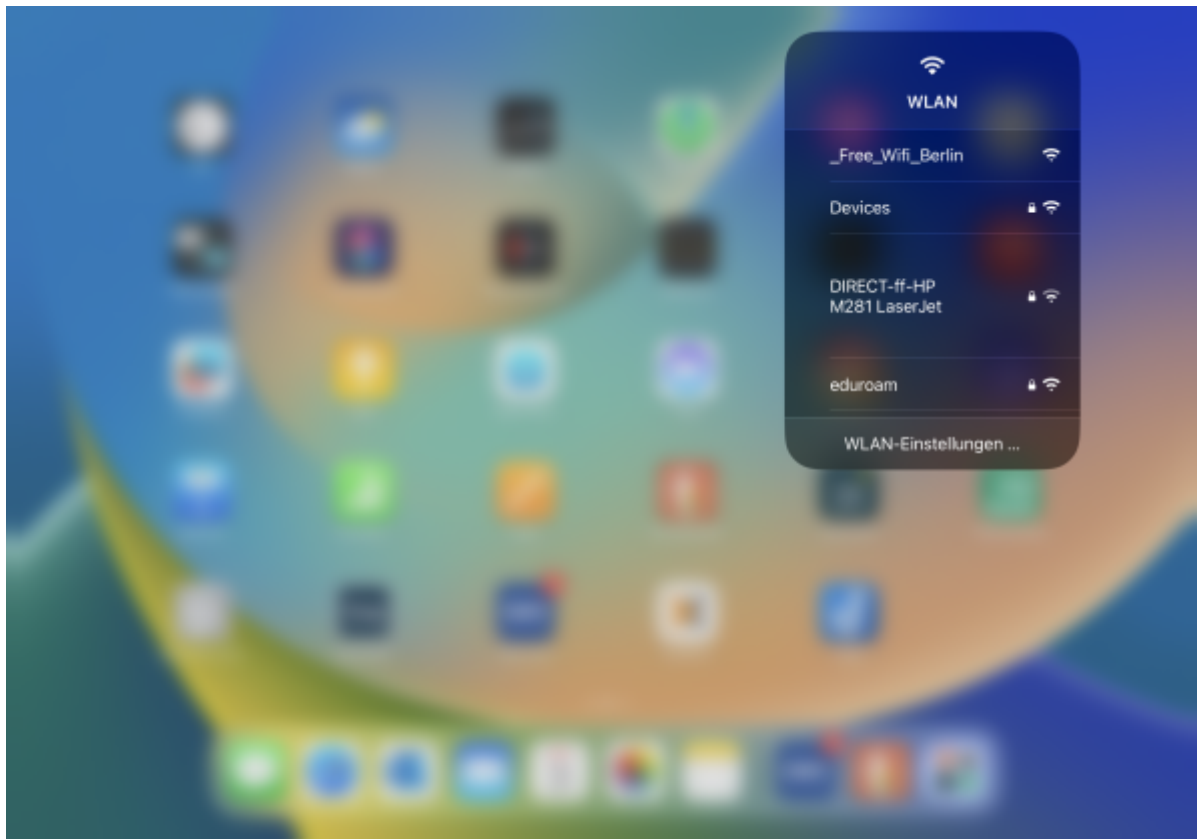 WLAN
_Free_Wifi_Berlin
Devices
DIRECT-ff-HP
M281 LaserJet
eduroam
WLAN-Einstellungen ...